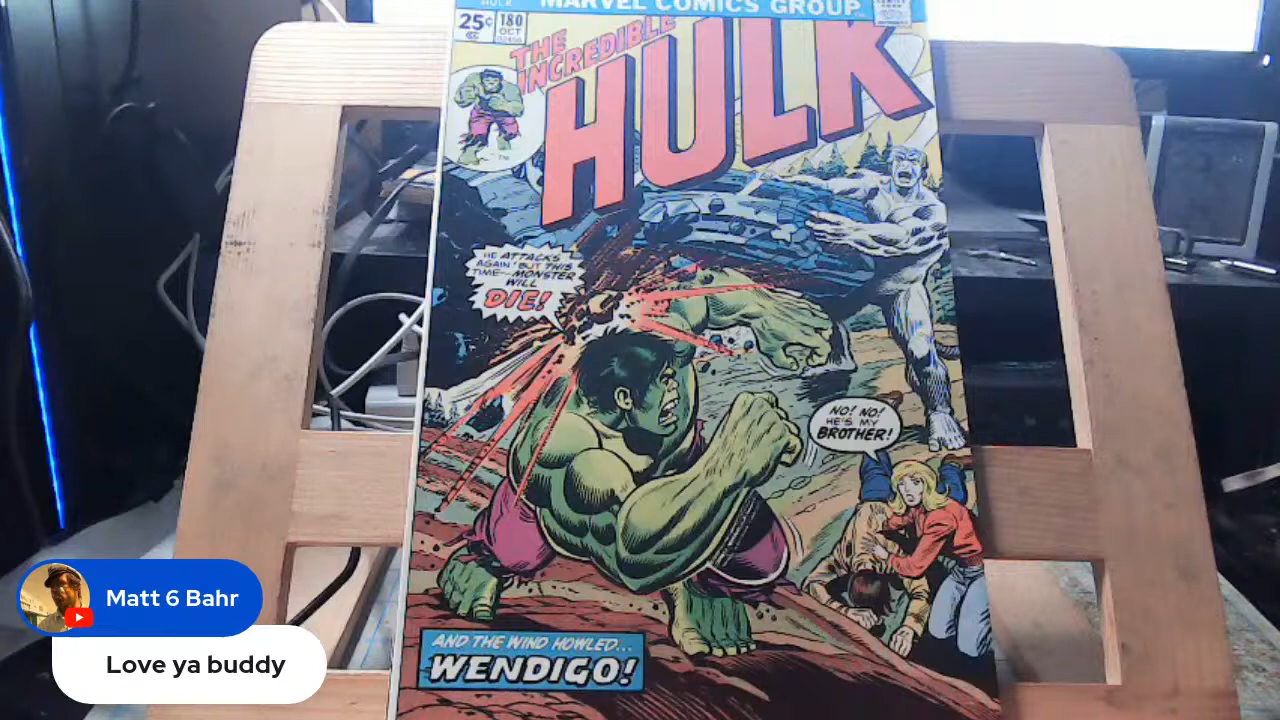 MARVEL COMICS GROUP
25¢
180
OCT
THE
INCREDIBLE
HULK
HE ATTACKS
AGAIN! BUT THIS
TIME--MONSTER
WILL
DIE!
NO! NO!
HE'S MY
BROTHER!
AND THE WIND HOWLED...
WENDIGO!
Matt 6 Bahr
Love ya buddy